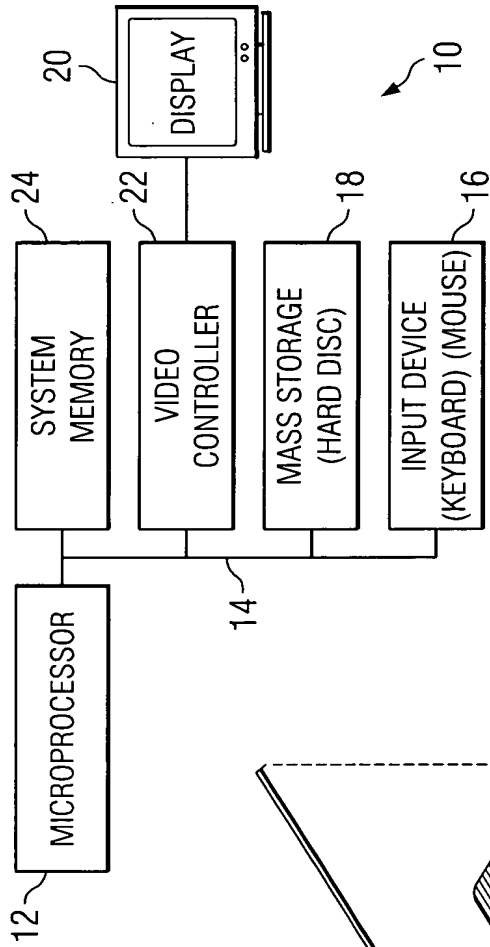 12
MICROPROCESSOR
14
SYSTEM
MEMORY
24
VIDEO
CONTROLLER
22
DISPLAY
20
MASS STORAGE
(HARD DISC)
18
INPUT DEVICE
(KEYBOARD) (MOUSE)
16
10